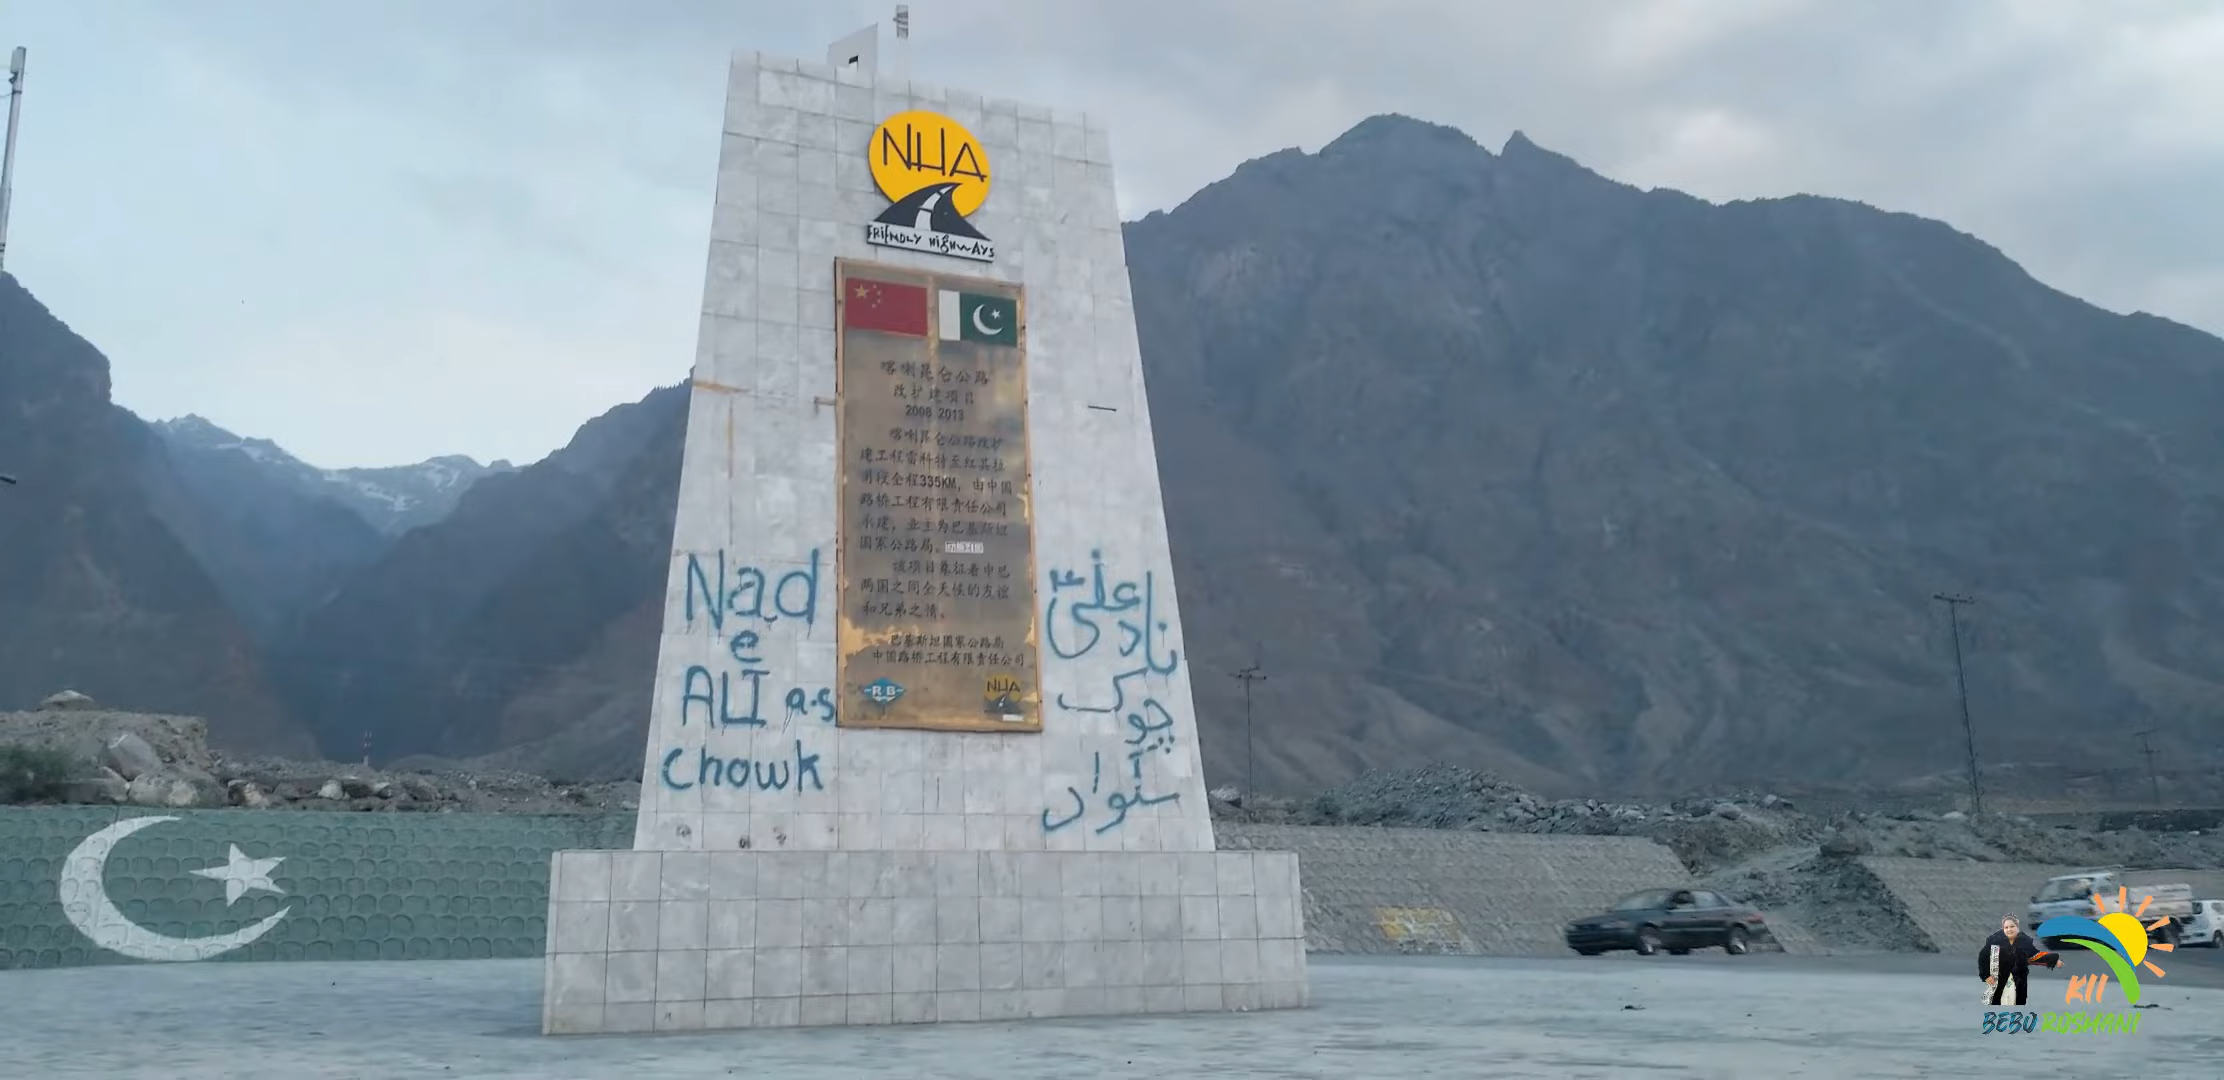 NHA
FRIENDLY HIGHWAYS
喀喇昆仑公路
改扩建项目
2008 2013
喀喇昆仑公路改扩
建工程雷科特至红其拉
甫段全程335KM，由中国
路桥工程有限责任公司
承建，业主为巴基斯坦
国家公路局。
该项目象征着中巴
两国之间全天候的友谊
和兄弟之情。
巴基斯坦国家公路局
中国路桥工程有限责任公司
RB
NHA
Nad
e
ALI a.s
Chowk
نادِ علیؑ
چوک
KII
BEBO ROSHANI